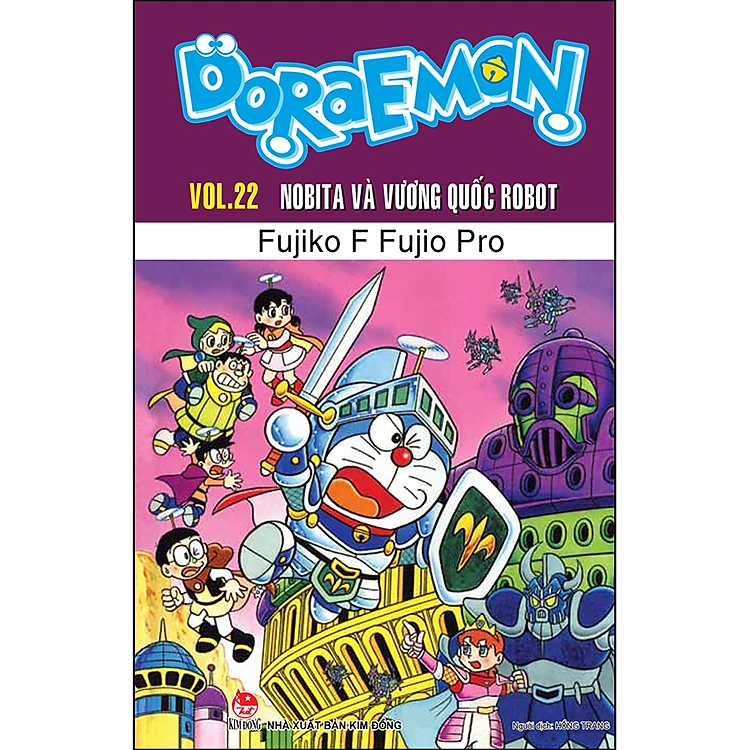 DORAEMON
VOL.22 NOBITA VÀ VƯƠNG QUỐC ROBOT
Fujiko F Fujio Pro
KIM ĐỒNG NHÀ XUẤT BẢN KIM ĐỒNG
Người dịch: HỒNG TRANG